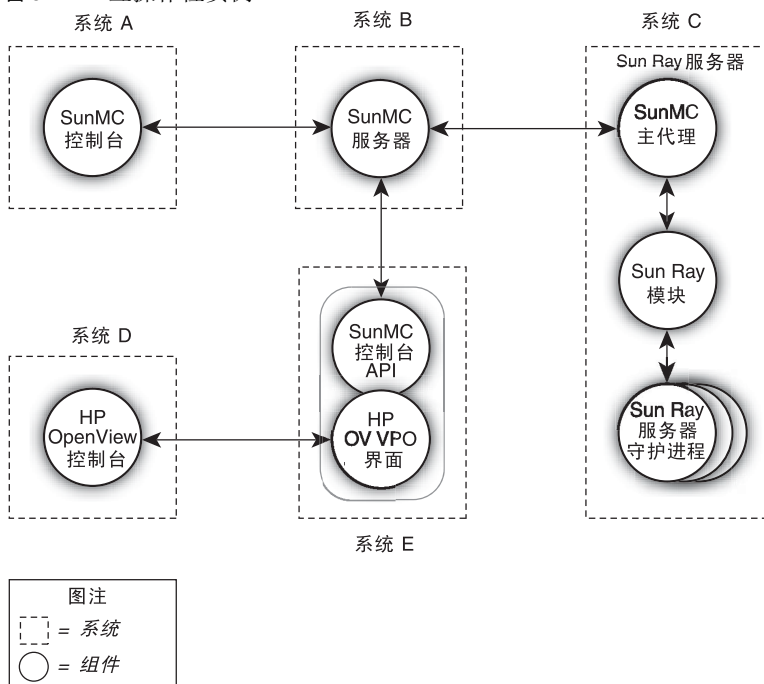 系统 A
系统 B
系统 C
Sun Ray 服务器
SunMC
控制台
SunMC
服务器
SunMC
主代理
Sun Ray
模块
系统 D
SunMC
控制台
API
HP
OpenView
控制台
HP
OV VPO
界面
Sun Ray
服务器
守护进程
系统 E
图注
= 系统
= 组件